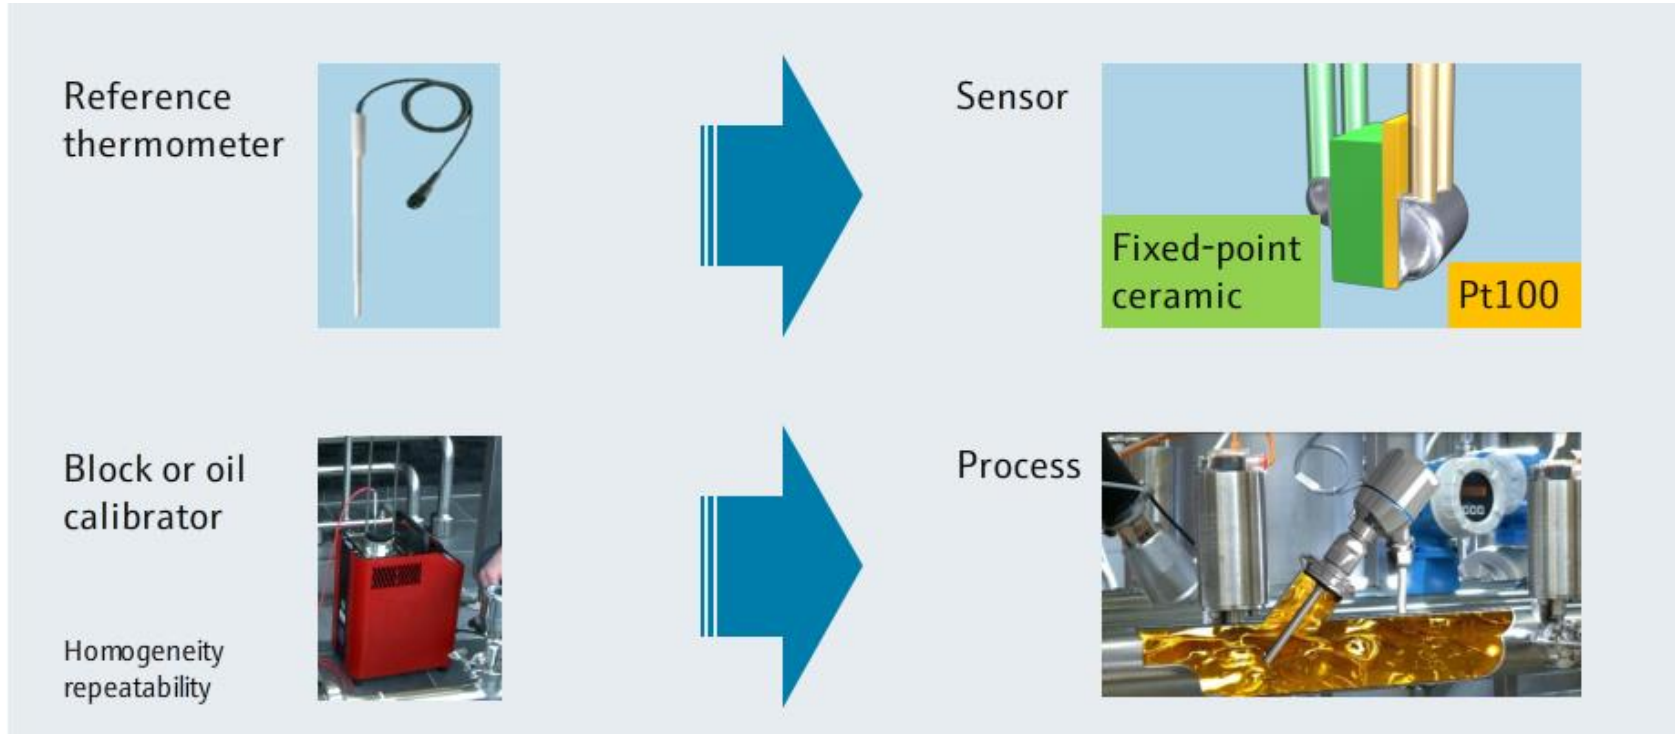 Reference
thermometer
Sensor
Fixed-point
ceramic
Pt100
Block or oil
calibrator
Process
Homogeneity
repeatability